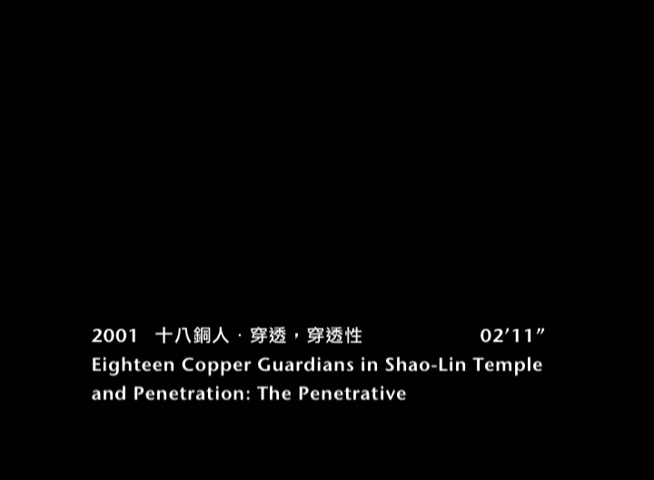 2001 十八銅人．穿透，穿透性 02’11”
Eighteen Copper Guardians in Shao-Lin Temple
and Penetration: The Penetrative